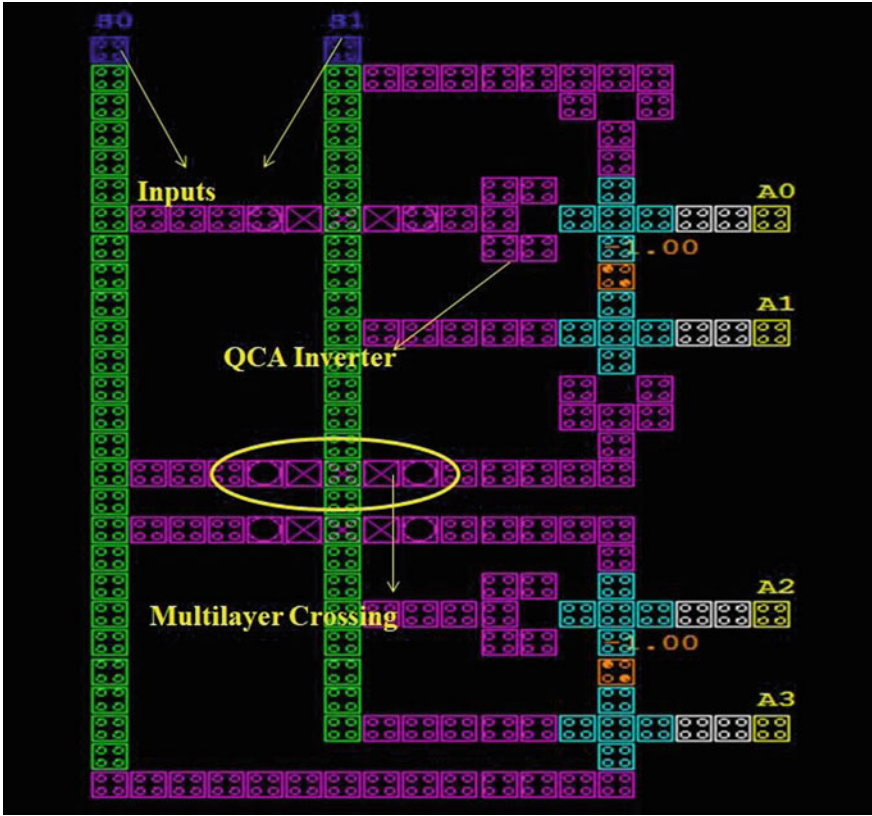 S0 S1
Inputs
A0
-1.00
A1
QCA Inverter
A2
Multilayer Crossing
-1.00
A3